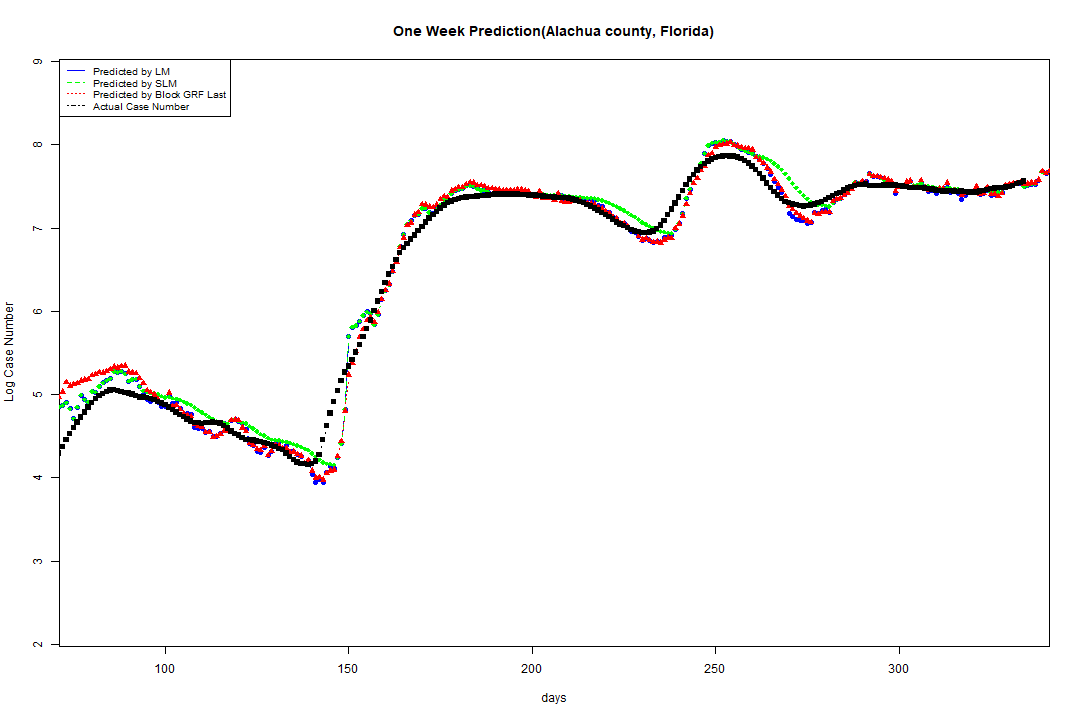 One Week Prediction(Alachua county, Florida)
Predicted by LM
Predicted by SLM
Predicted by Block GRF Last
Actual Case Number
9
8
7
6
5
4
3
2
Log Case Number
100 150 200 250 300
days